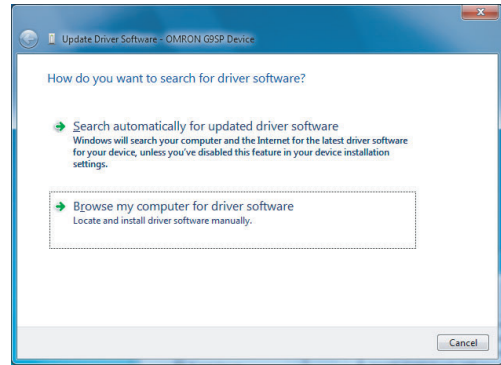 Update Driver Software - OMRON G9SP Device
How do you want to search for driver software?
Search automatically for updated driver software
Windows will search your computer and the Internet for the latest driver software
for your device, unless you've disabled this feature in your device installation
settings.
Browse my computer for driver software
Locate and install driver software manually.
Cancel